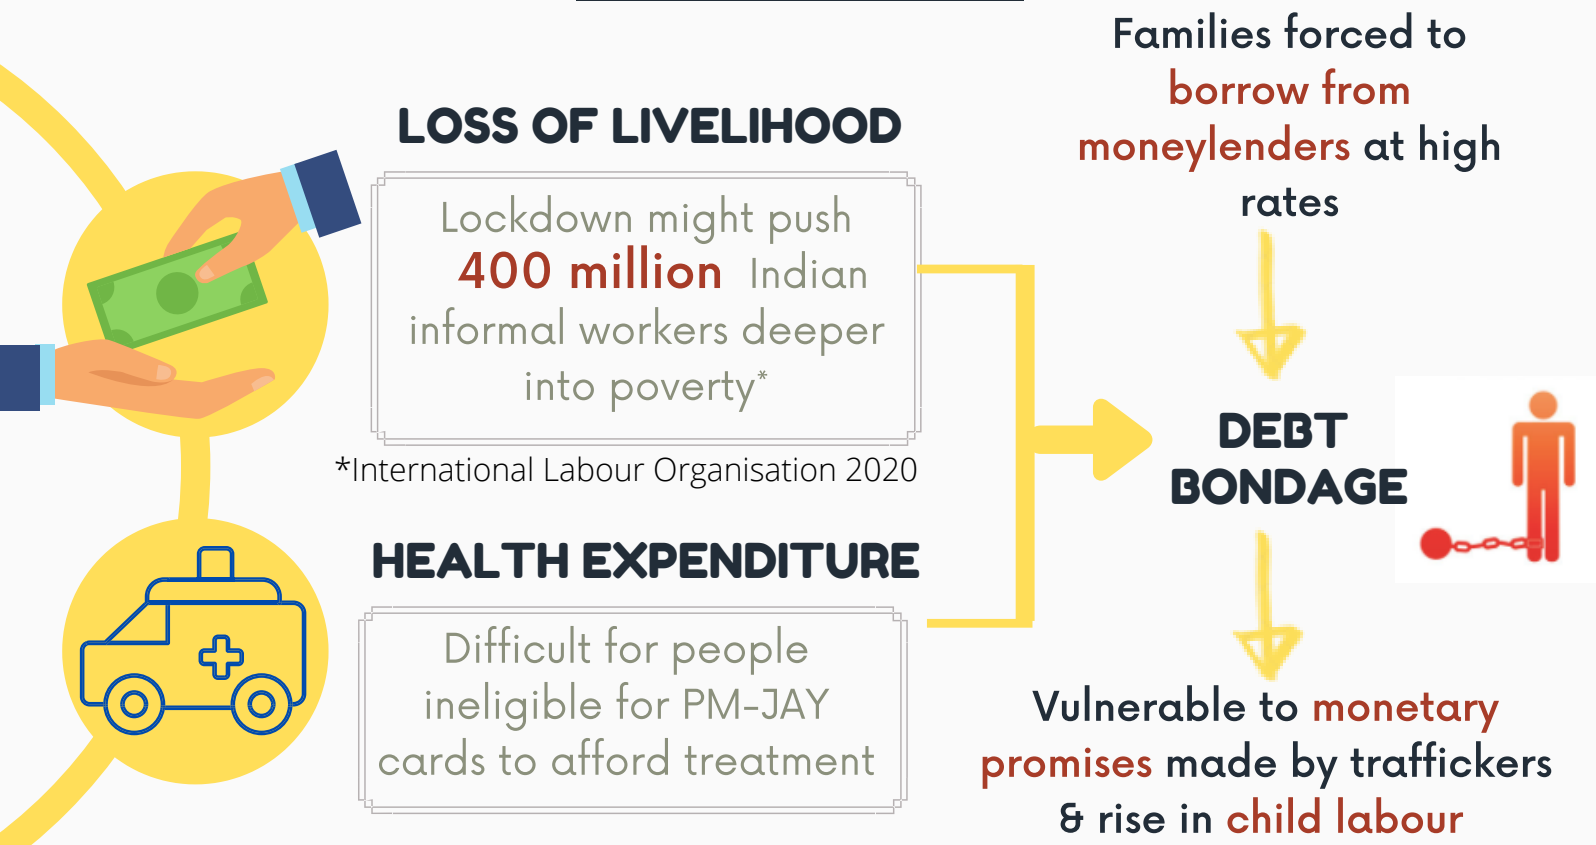 LOSS OF LIVELIHOOD
Lockdown might push
400 million Indian
informal workers deeper
into poverty*
*International Labour Organisation 2020
HEALTH EXPENDITURE
Difficult for people
ineligible for PM-JAY
cards to afford treatment
Families forced to
borrow from
moneylenders at high
rates
DEBT
BONDAGE
Vulnerable to monetary
promises made by traffickers
& rise in child labour